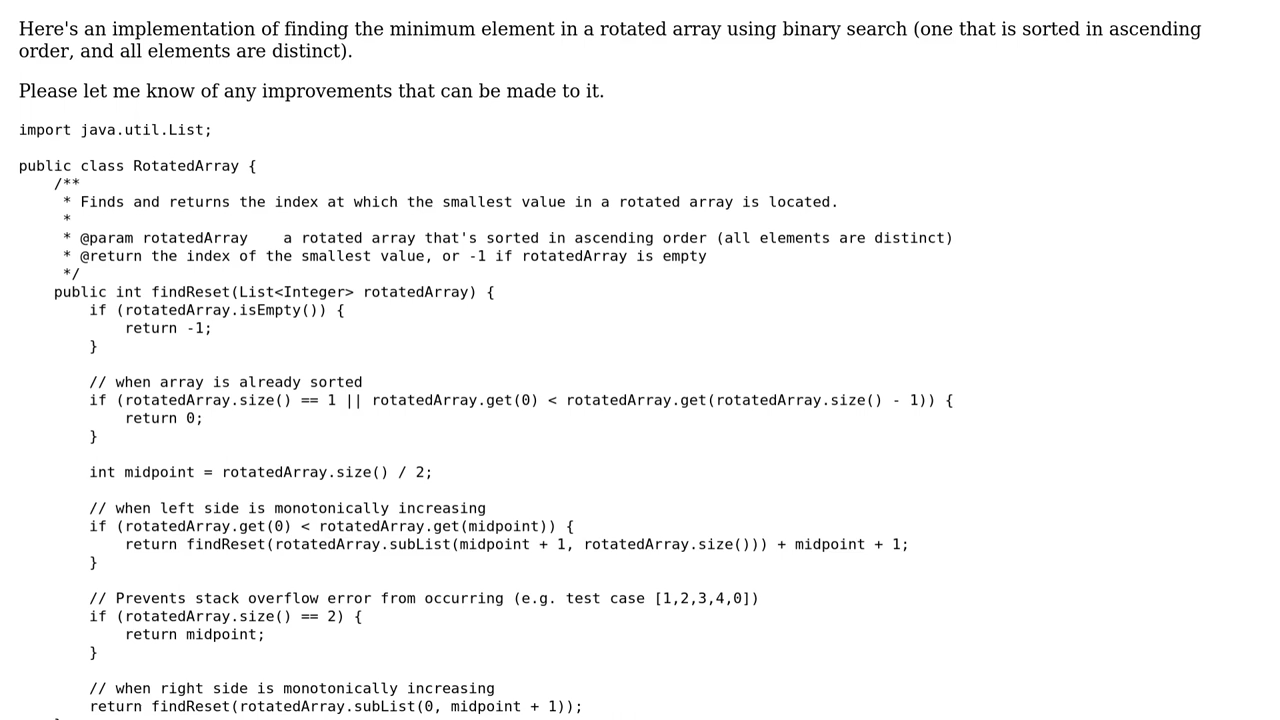 Here's an implementation of finding the minimum element in a rotated array using binary search (one that is sorted in ascending
order, and all elements are distinct).
Please let me know of any improvements that can be made to it.
import java.util.List;
public class RotatedArray {
    /**
     * Finds and returns the index at which the smallest value in a rotated array is located.
     *
     * @param rotatedArray    a rotated array that's sorted in ascending order (all elements are distinct)
     * @return the index of the smallest value, or -1 if rotatedArray is empty
     */
    public int findReset(List<Integer> rotatedArray) {
        if (rotatedArray.isEmpty()) {
            return -1;
        }
        // when array is already sorted
        if (rotatedArray.size() == 1 || rotatedArray.get(0) < rotatedArray.get(rotatedArray.size() - 1)) {
            return 0;
        }
        int midpoint = rotatedArray.size() / 2;
        // when left side is monotonically increasing
        if (rotatedArray.get(0) < rotatedArray.get(midpoint)) {
            return findReset(rotatedArray.subList(midpoint + 1, rotatedArray.size())) + midpoint + 1;
        }
        // Prevents stack overflow error from occurring (e.g. test case [1,2,3,4,0])
        if (rotatedArray.size() == 2) {
            return midpoint;
        }
        // when right side is monotonically increasing
        return findReset(rotatedArray.subList(0, midpoint + 1));